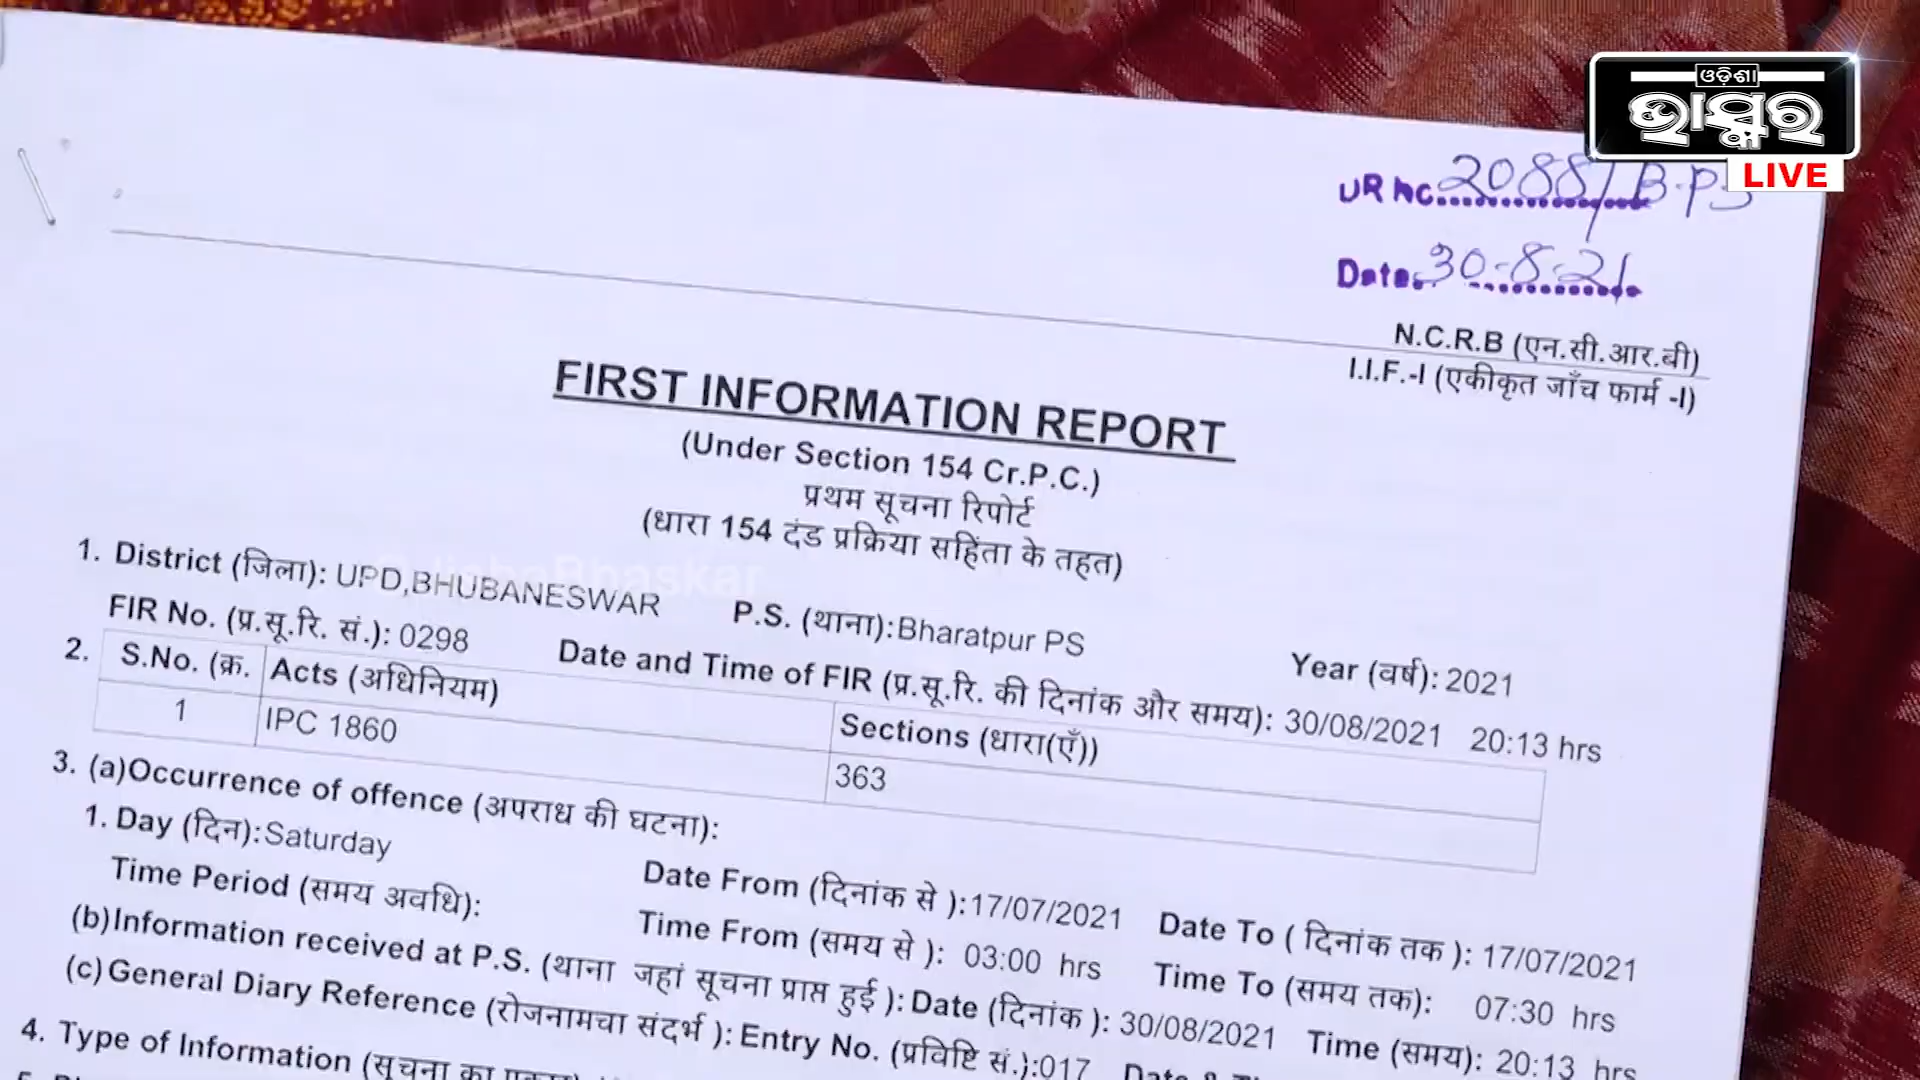 ଓଡ଼ିଶା
ଭାସ୍କର
LIVE
UR No. 2088/B.PS
Date. 30-8-21
N.C.R.B (एन.सी.आर.बी)
I.I.F.-I (एकीकृत जाँच फार्म -I)
FIRST INFORMATION REPORT
(Under Section 154 Cr.P.C.)
प्रथम सूचना रिपोर्ट
(धारा 154 दंड प्रक्रिया सहिंता के तहत)
OdishaBhaskar
1. District (जिला): UPD,BHUBANESWAR P.S. (थाना): Bharatpur PS Year (वर्ष): 2021
FIR No. (प्र.सू.रि. सं.): 0298 Date and Time of FIR (प्र.सू.रि. की दिनांक और समय): 30/08/2021 20:13 hrs
2. S.No. (क्र. Acts (अधिनियम) Sections (धारा(एँ))
1 IPC 1860 363
3. (a)Occurrence of offence (अपराध की घटना):
1. Day (दिन): Saturday Date From (दिनांक से ): 17/07/2021 Date To ( दिनांक तक ): 17/07/2021
Time Period (समय अवधि): Time From (समय से ): 03:00 hrs Time To (समय तक): 07:30 hrs
(b)Information received at P.S. (थाना जहां सूचना प्राप्त हुई ): Date (दिनांक ): 30/08/2021 Time (समय): 20:13 hrs
(c)General Diary Reference (रोजनामचा संदर्भ ): Entry No. (प्रविष्टि सं.):017
4. Type of Information (सूचना का